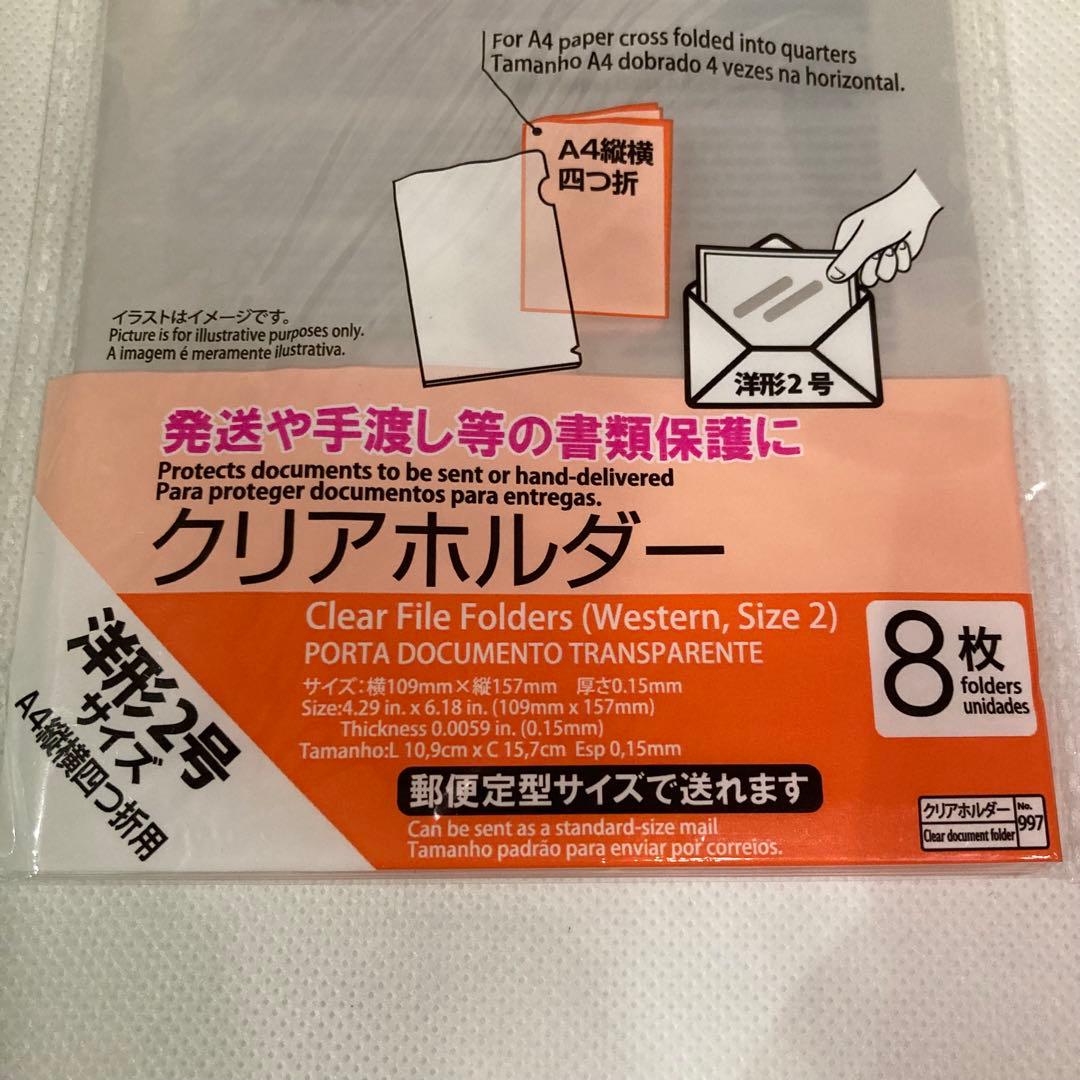 For A4 paper cross folded into quarters
Tamanho A4 dobrado 4 vezes na horizontal.
A4縦横
四つ折
洋形2号
イラストはイメージです。
Picture is for illustrative purposes only.
A imagem é meramente ilustrativa.
発送や手渡し等の書類保護に
Protects documents to be sent or hand-delivered
Para proteger documentos para entregas.
クリアホルダー
洋形2号
サイズ
A4縦横四つ折用
Clear File Folders (Western, Size 2)
PORTA DOCUMENTO TRANSPARENTE
サイズ:横109mm×縦157mm 厚さ0.15mm
Size:4.29 in. x 6.18 in. (109mm x 157mm)
Thickness 0.0059 in. (0.15mm)
Tamanho:L 10,9cm x C 15,7cm Esp 0,15mm
8枚
folders
unidades
郵便定型サイズで送れます
Can be sent as a standard-size mail
Tamanho padrão para enviar por correios.
クリアホルダー
Clear document folder
No.
997